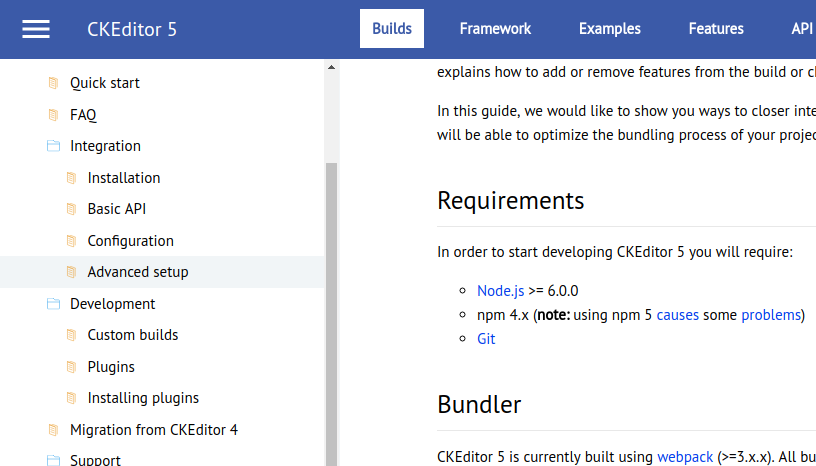 CKEditor 5
Builds
Framework
Examples
Features
API
Quick start
FAQ
Integration
Installation
Basic API
Configuration
Advanced setup
Development
Custom builds
Plugins
Installing plugins
Migration from CKEditor 4
Support
explains how to add or remove features from the build or
In this guide, we would like to show you ways to closer
will be able to optimize the bundling process of your
Requirements
In order to start developing CKEditor 5 you will require:
Node.js >= 6.0.0
npm 4.x (note: using npm 5 causes some problems)
Git
Bundler
CKEditor 5 is currently built using webpack (>=3.x.x). All